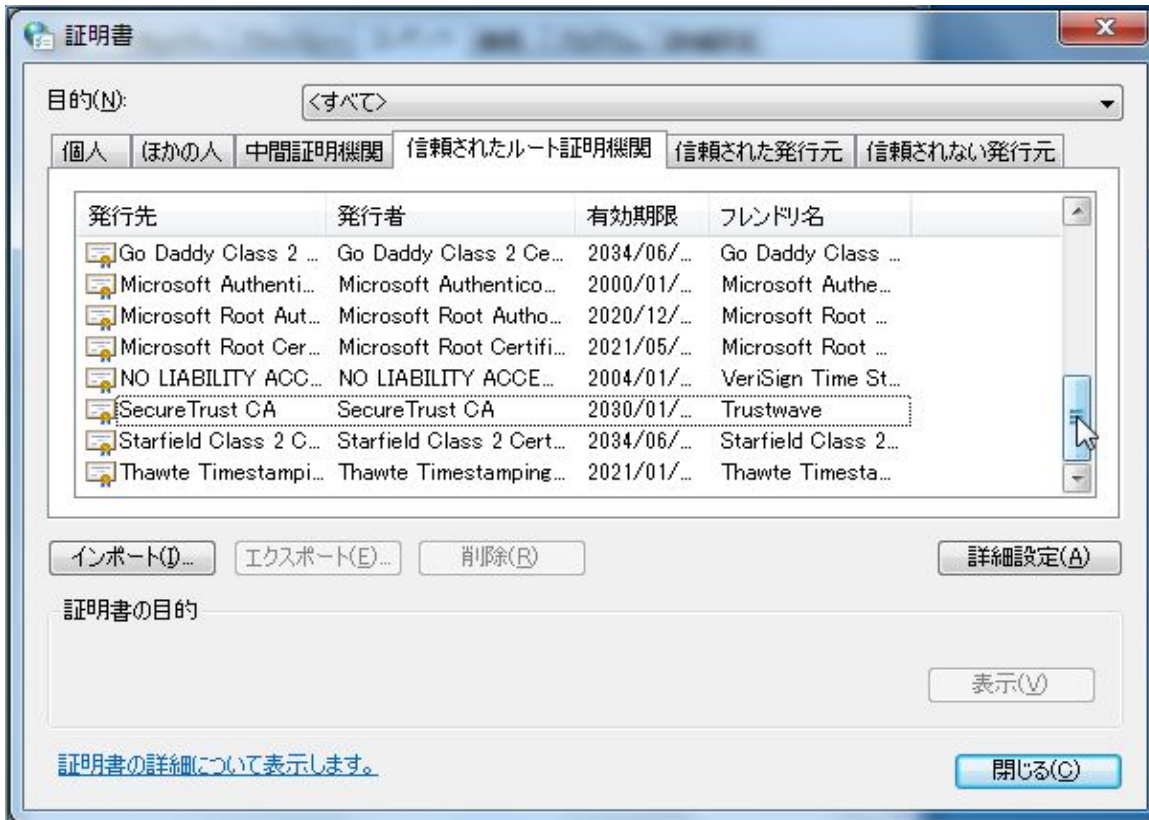 証明書
目的(N): <すべて>
個人 ほかの人 中間証明機関 信頼されたルート証明機関 信頼された発行元 信頼されない発行元
発行先 発行者 有効期限 フレンドリ名
Go Daddy Class 2 ... Go Daddy Class 2 Ce... 2034/06/... Go Daddy Class ...
Microsoft Authenti... Microsoft Authentico... 2000/01/... Microsoft Authe...
Microsoft Root Aut... Microsoft Root Autho... 2020/12/... Microsoft Root ...
Microsoft Root Cer... Microsoft Root Certifi... 2021/05/... Microsoft Root ...
NO LIABILITY ACC... NO LIABILITY ACCE... 2004/01/... VeriSign Time St...
SecureTrust CA SecureTrust CA 2030/01/... Trustwave
Starfield Class 2 C... Starfield Class 2 Cert... 2034/06/... Starfield Class 2...
Thawte Timestampi... Thawte Timestamping... 2021/01/... Thawte Timesta...
インポート(I)... エクスポート(E)... 削除(R) 詳細設定(A)
証明書の目的
表示(V)
証明書の詳細について表示します。
閉じる(C)